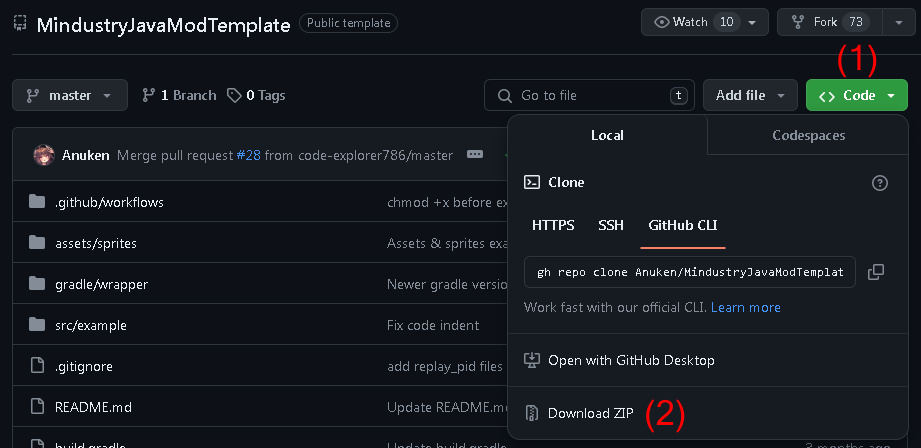 MindustryJavaModTemplate Public template
Watch 10 Fork 73
(1)
master 1 Branch 0 Tags Go to file t Add file Code
Local Codespaces
Anuken Merge pull request #28 from code-explorer786/master
Clone
.github/workflows chmod +x before ex
HTTPS SSH GitHub CLI
assets/sprites Assets & sprites exa
gh repo clone Anuken/MindustryJavaModTemplat
gradle/wrapper Newer gradle versio
Work fast with our official CLI. Learn more
src/example Fix code indent
Open with GitHub Desktop
.gitignore add replay_pid files
Download ZIP (2)
README.md Update README.m